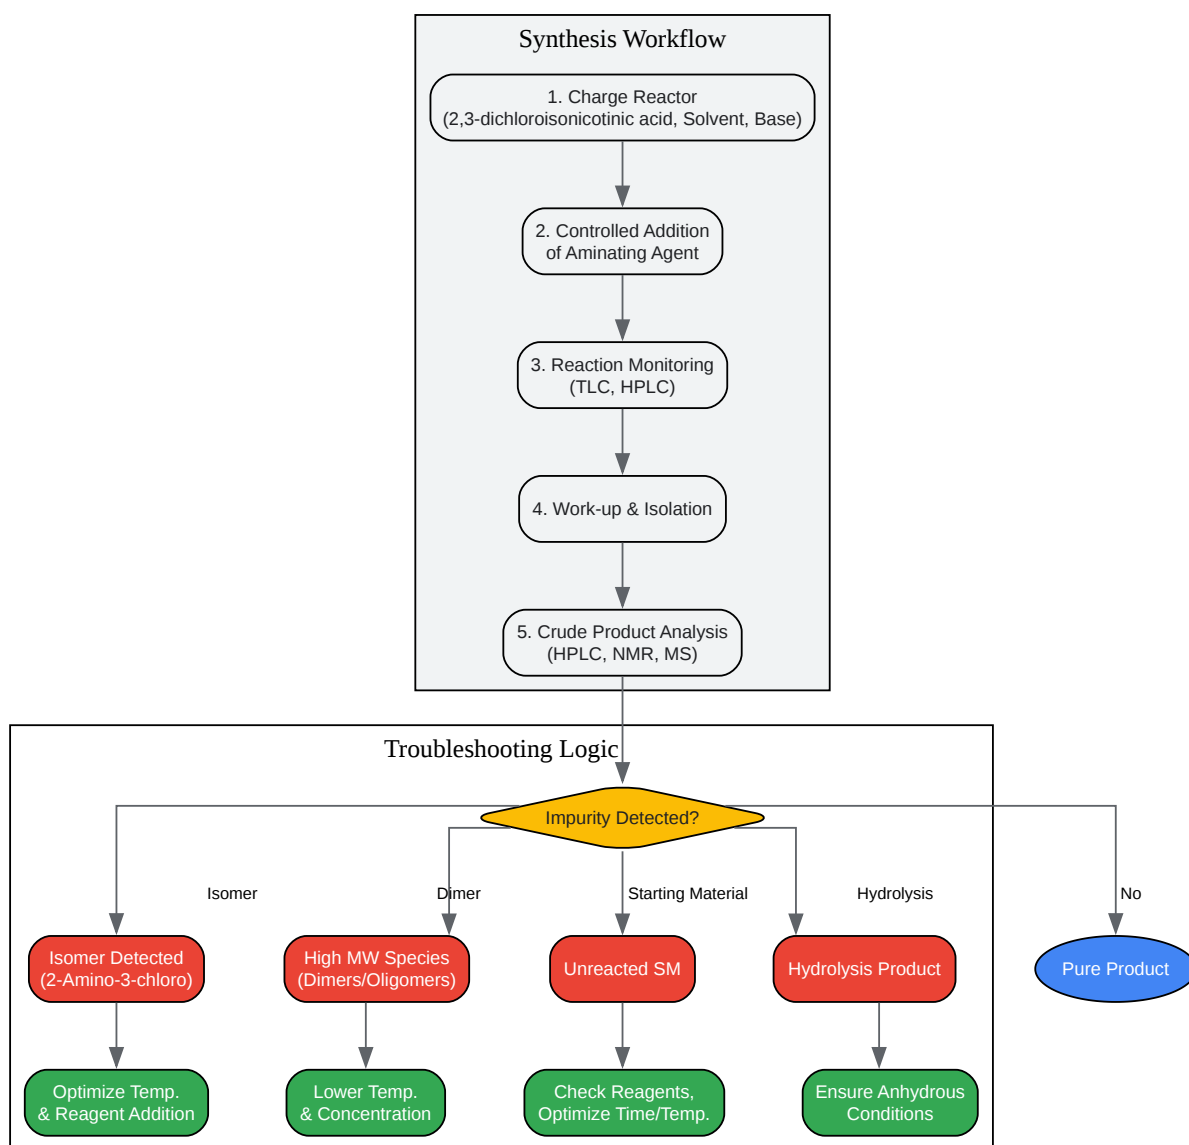 Synthesis Workflow
1. Charge Reactor
(2,3-dichloroisonicotinic acid, Solvent, Base)
2. Controlled Addition
of Aminating Agent
3. Reaction Monitoring
(TLC, HPLC)
4. Work-up & Isolation
5. Crude Product Analysis
(HPLC, NMR, MS)
Troubleshooting Logic
Impurity Detected?
Isomer
Dimer
Starting Material
Hydrolysis
No
Isomer Detected
(2-Amino-3-chloro)
High MW Species
(Dimers/Oligomers)
Unreacted SM
Hydrolysis Product
Pure Product
Optimize Temp.
& Reagent Addition
Lower Temp.
& Concentration
Check Reagents,
Optimize Time/Temp.
Ensure Anhydrous
Conditions